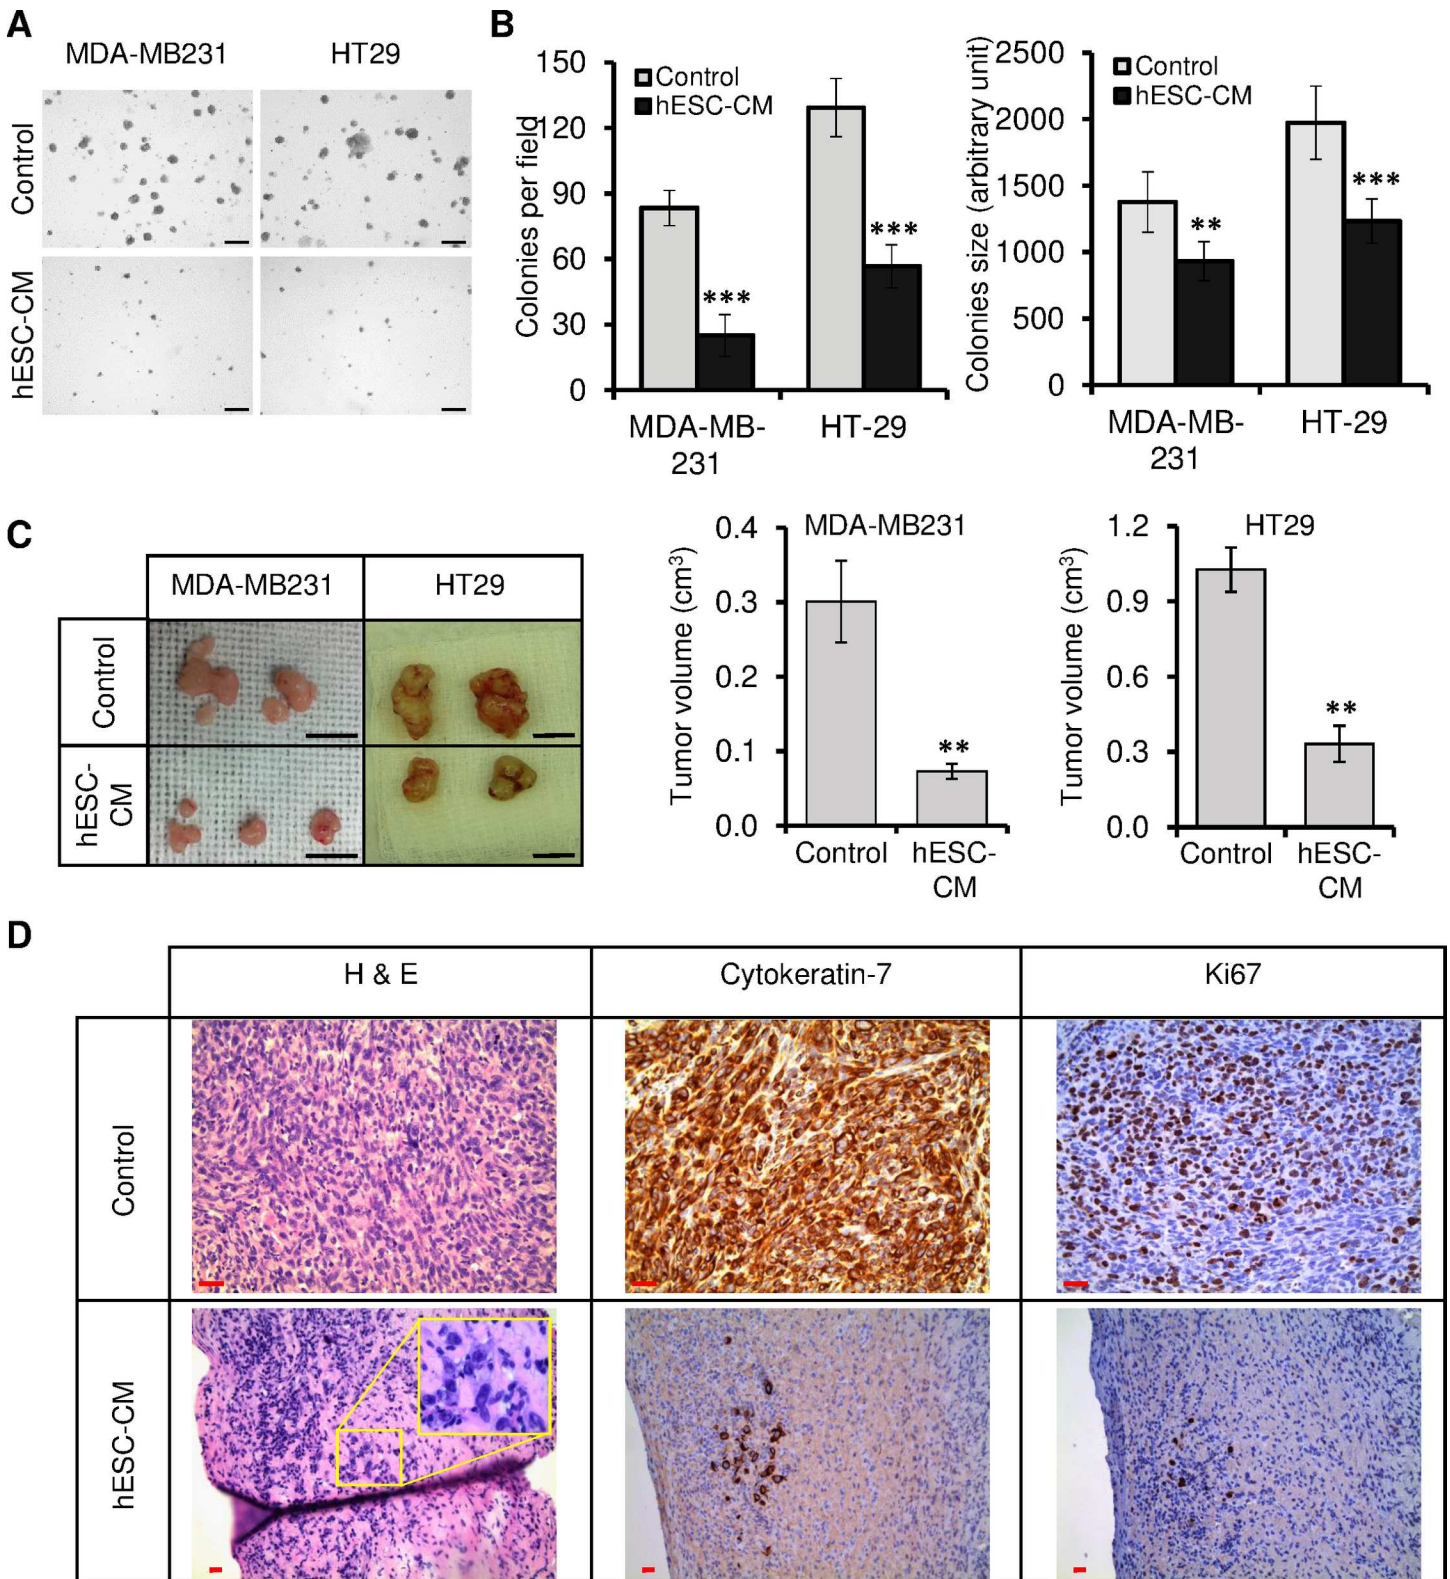 A
MDA-MB231
HT29
Control
hESC-CM
B
150
120
90
60
30
0
Colonies per field
Control
hESC-CM
***
***
MDA-MB-
231
HT-29
2500
2000
1500
1000
500
0
Colonies size (arbitrary unit)
Control
hESC-CM
**
***
MDA-MB-
231
HT-29
C
MDA-MB231
HT29
Control
hESC-
CM
MDA-MB231
0.4
0.3
0.2
0.1
0.0
Tumor volume (cm³)
**
Control
hESC-
CM
HT29
1.2
0.9
0.6
0.3
0.0
Tumor volume (cm³)
**
Control
hESC-
CM
D
H & E
Cytokeratin-7
Ki67
Control
hESC-CM